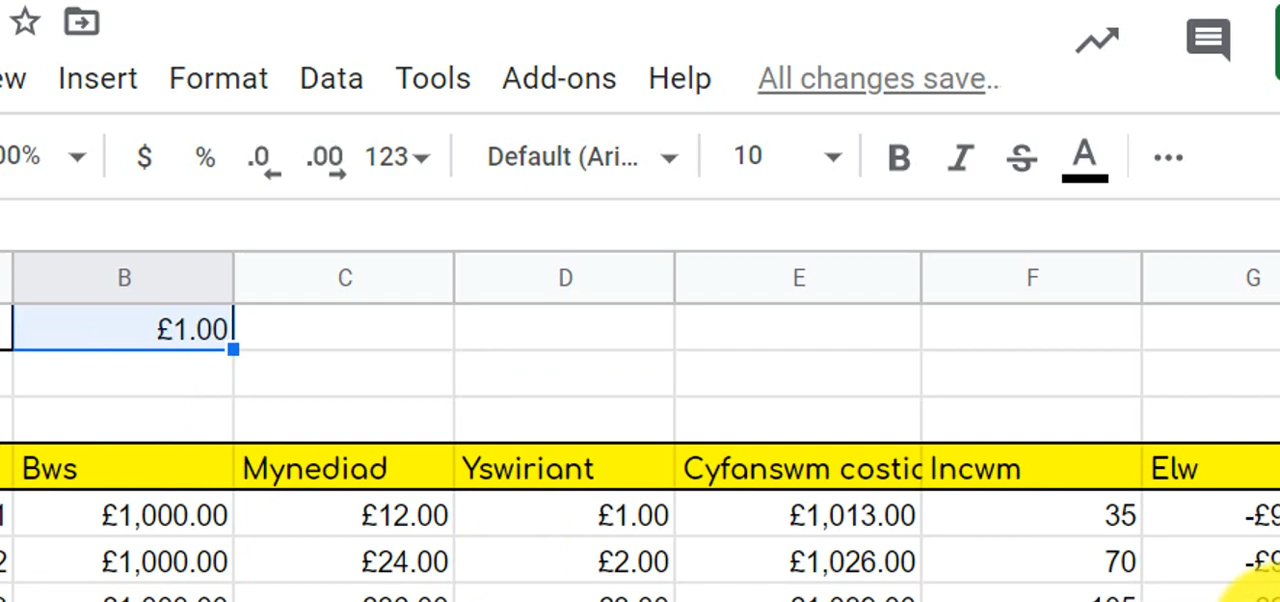 ew Insert Format Data Tools Add-ons Help All changes save...
00% $ % .0 .00 123 Default (Ari... 10 B I S A
B C D E F G
£1.00
Bws Mynediad Yswiriant Cyfanswm costic Incwm Elw
1 £1,000.00 £12.00 £1.00 £1,013.00 35 -£9
2 £1,000.00 £24.00 £2.00 £1,026.00 70 -£9